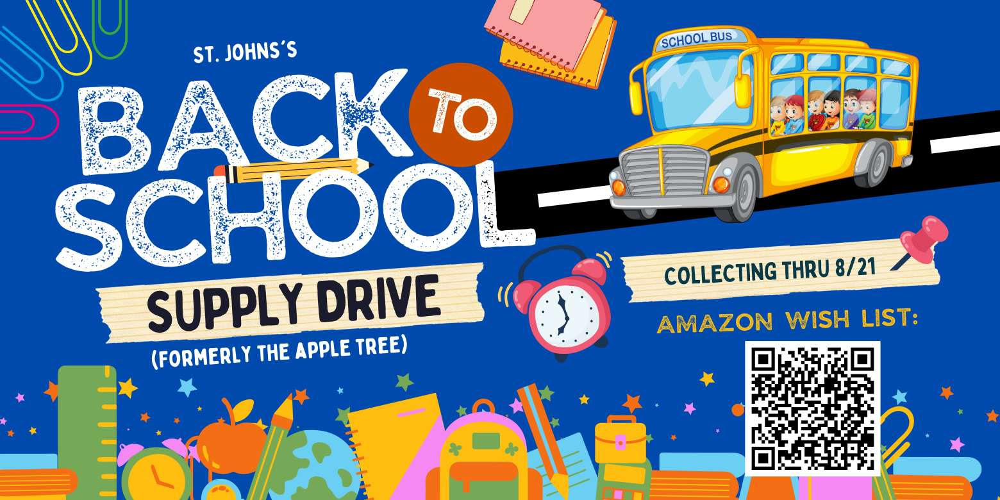 ST. JOHNS'S
BACK TO
SCHOOL
SUPPLY DRIVE
(FORMERLY THE APPLE TREE)
SCHOOL BUS
COLLECTING THRU 8/21
AMAZON WISH LIST: